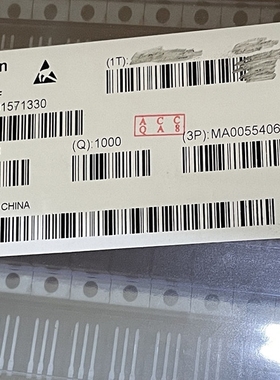 n
(1T):
F
1571330
(Q):1000
ACC
QA8
(3P): MA0055406
CHINA